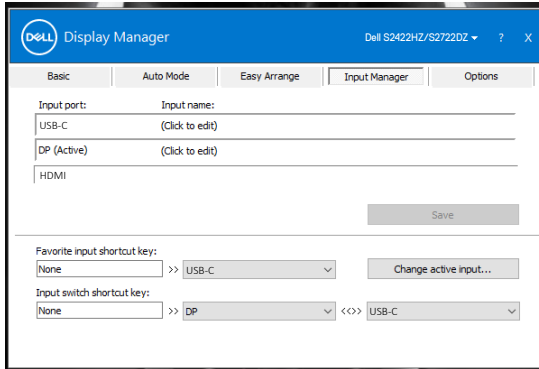 DELL Display Manager Dell S2422HZ/S2722DZ ? X
Basic Auto Mode Easy Arrange Input Manager Options
Input port: Input name:
USB-C (Click to edit)
DP (Active) (Click to edit)
HDMI
Save
Favorite input shortcut key:
None >> USB-C Change active input...
Input switch shortcut key:
None >> DP <<>> USB-C